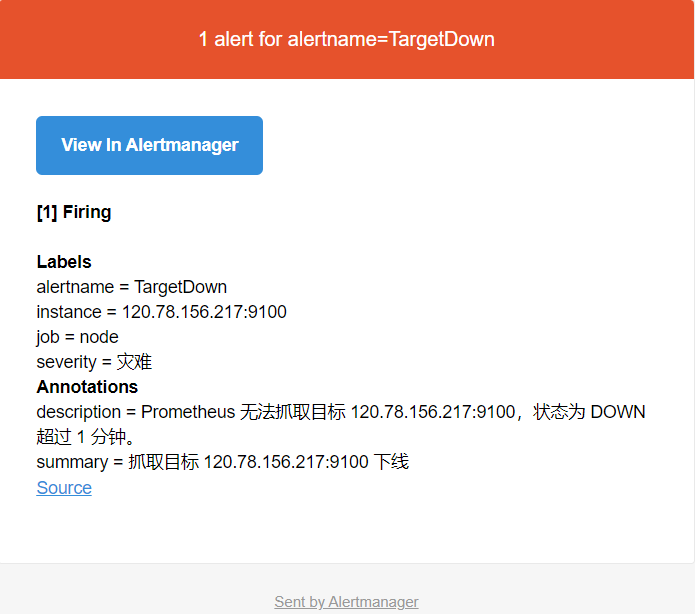 1 alert for alertname=TargetDown
View In Alertmanager
[1] Firing
Labels
alertname = TargetDown
instance = 120.78.156.217:9100
job = node
severity = 灾难
Annotations
description = Prometheus 无法抓取目标 120.78.156.217:9100，状态为 DOWN
超过 1 分钟。
summary = 抓取目标 120.78.156.217:9100 下线
Source
Sent by Alertmanager